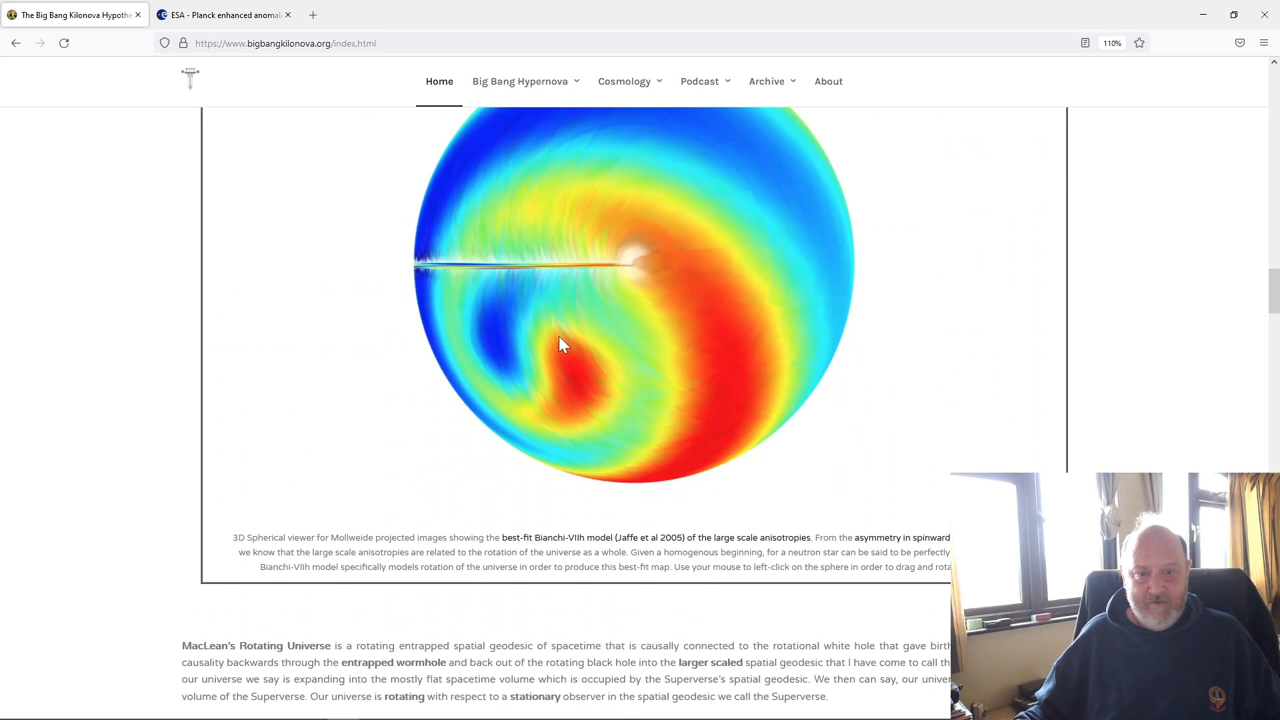 The Big Bang Kilonova Hypothe
ESA - Planck enhanced anomal
https://www.bigbangkilonova.org/index.html
110%
Home
Big Bang Hypernova
Cosmology
Podcast
Archive
About
3D Spherical viewer for Mollweide projected images showing the best-fit Bianchi-VIIh model (Jaffe et al 2005) of the large scale anisotropies. From the asymmetry in spinward
we know that the large scale anisotropies are related to the rotation of the universe as a whole. Given a homogenous beginning, for a neutron star can be said to be perfectly
Bianchi-VIIh model specifically models rotation of the universe in order to produce this best-fit map. Use your mouse to left-click on the sphere in order to drag and rota
MacLean's Rotating Universe is a rotating entrapped spatial geodesic of spacetime that is causally connected to the rotational white hole that gave birt
causality backwards through the entrapped wormhole and back out of the rotating black hole into the larger scaled spatial geodesic that I have come to call th
our universe we say is expanding into the mostly flat spacetime volume which is occupied by the Superverse's spatial geodesic. We then can say, our univer
volume of the Superverse. Our universe is rotating with respect to a stationary observer in the spatial geodesic we call the Superverse.